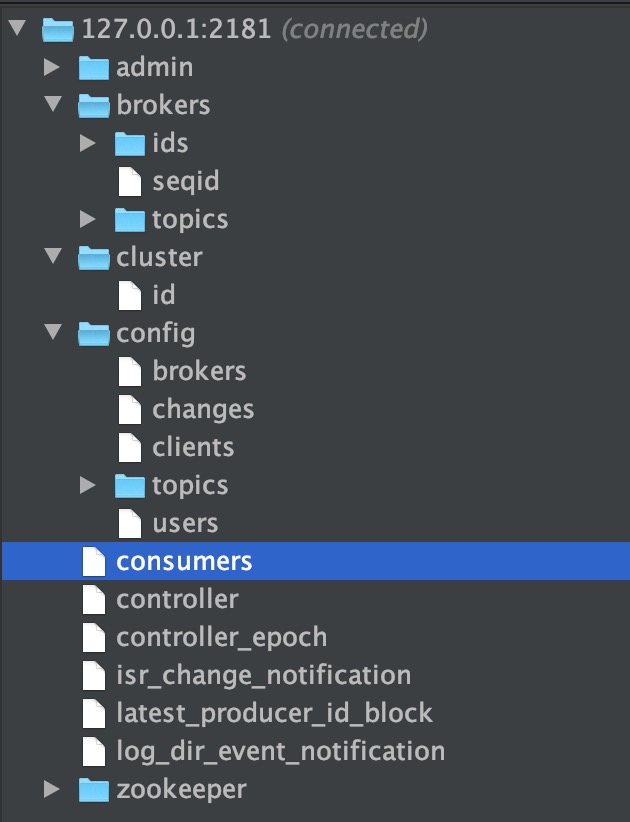 127.0.0.1:2181 (connected)
admin
brokers
ids
seqid
topics
cluster
id
config
brokers
changes
clients
topics
users
consumers
controller
controller_epoch
isr_change_notification
latest_producer_id_block
log_dir_event_notification
zookeeper